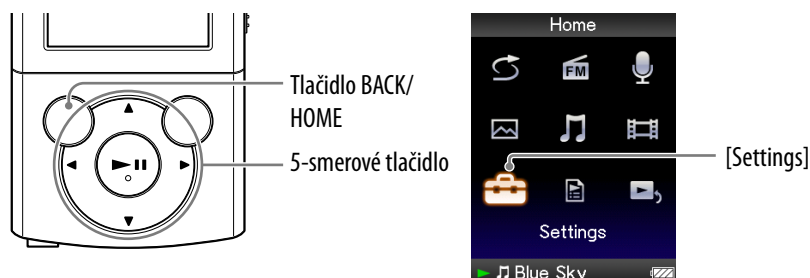 Tlačidlo BACK/
HOME
5-smerové tlačidlo
Home
FM
[Settings]
Settings
Blue Sky